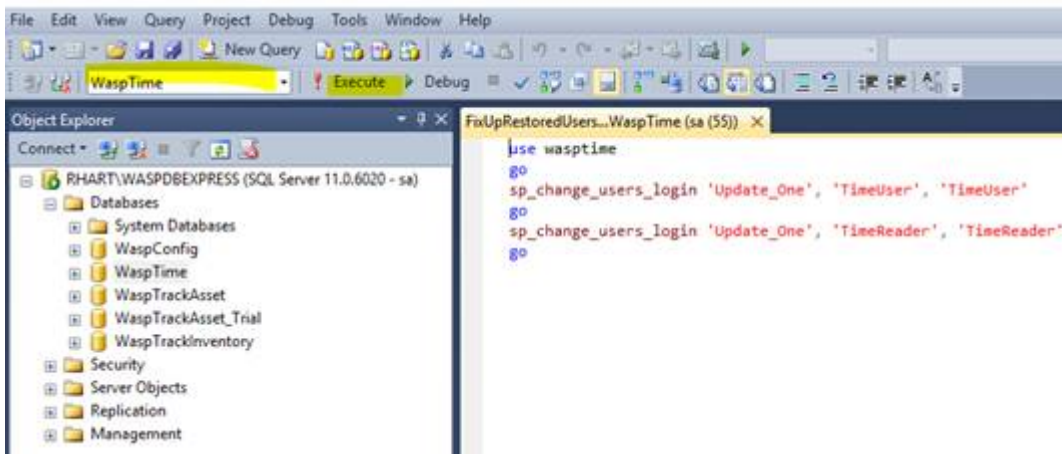 File Edit View Query Project Debug Tools Window Help
New Query
WaspTime Execute Debug
Object Explorer
Connect
RHART\WASPDBEXPRESS (SQL Server 11.0.6020 - sa)
Databases
System Databases
WaspConfig
WaspTime
WaspTrackAsset
WaspTrackAsset_Trial
WaspTrackInventory
Security
Server Objects
Replication
Management
FixUpRestoredUsers...WaspTime (sa (55))
use wasptime
go
sp_change_users_login 'Update_One', 'TimeUser', 'TimeUser'
go
sp_change_users_login 'Update_One', 'TimeReader', 'TimeReader'
go